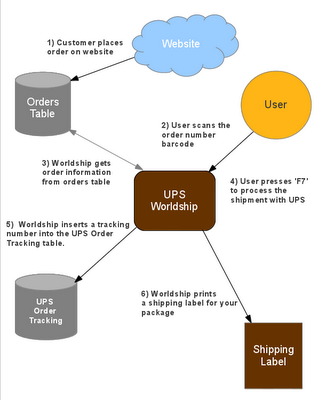 1) Customer places
order on website
Website
Orders
Table
User
2) User scans the
order number
barcode
3) Worldship gets
order information
from orders table
4) User presses 'F7'
to process the
shipment with UPS
UPS
Worldship
5) Worldship inserts a tracking
number into the UPS Order
Tracking table.
UPS
Order
Tracking
6) Worldship prints
a shipping label for your
package
Shipping
Label